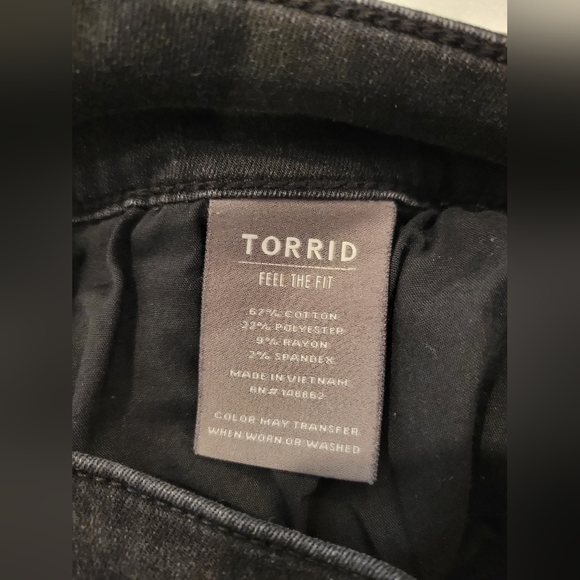 TORRID
FEEL THE FIT
67% COTTON
22% POLYESTER
9% RAYON
2% SPANDEX
MADE IN VIETNAM
RN# 148862
COLOR MAY TRANSFER
WHEN WORN OR WASHED